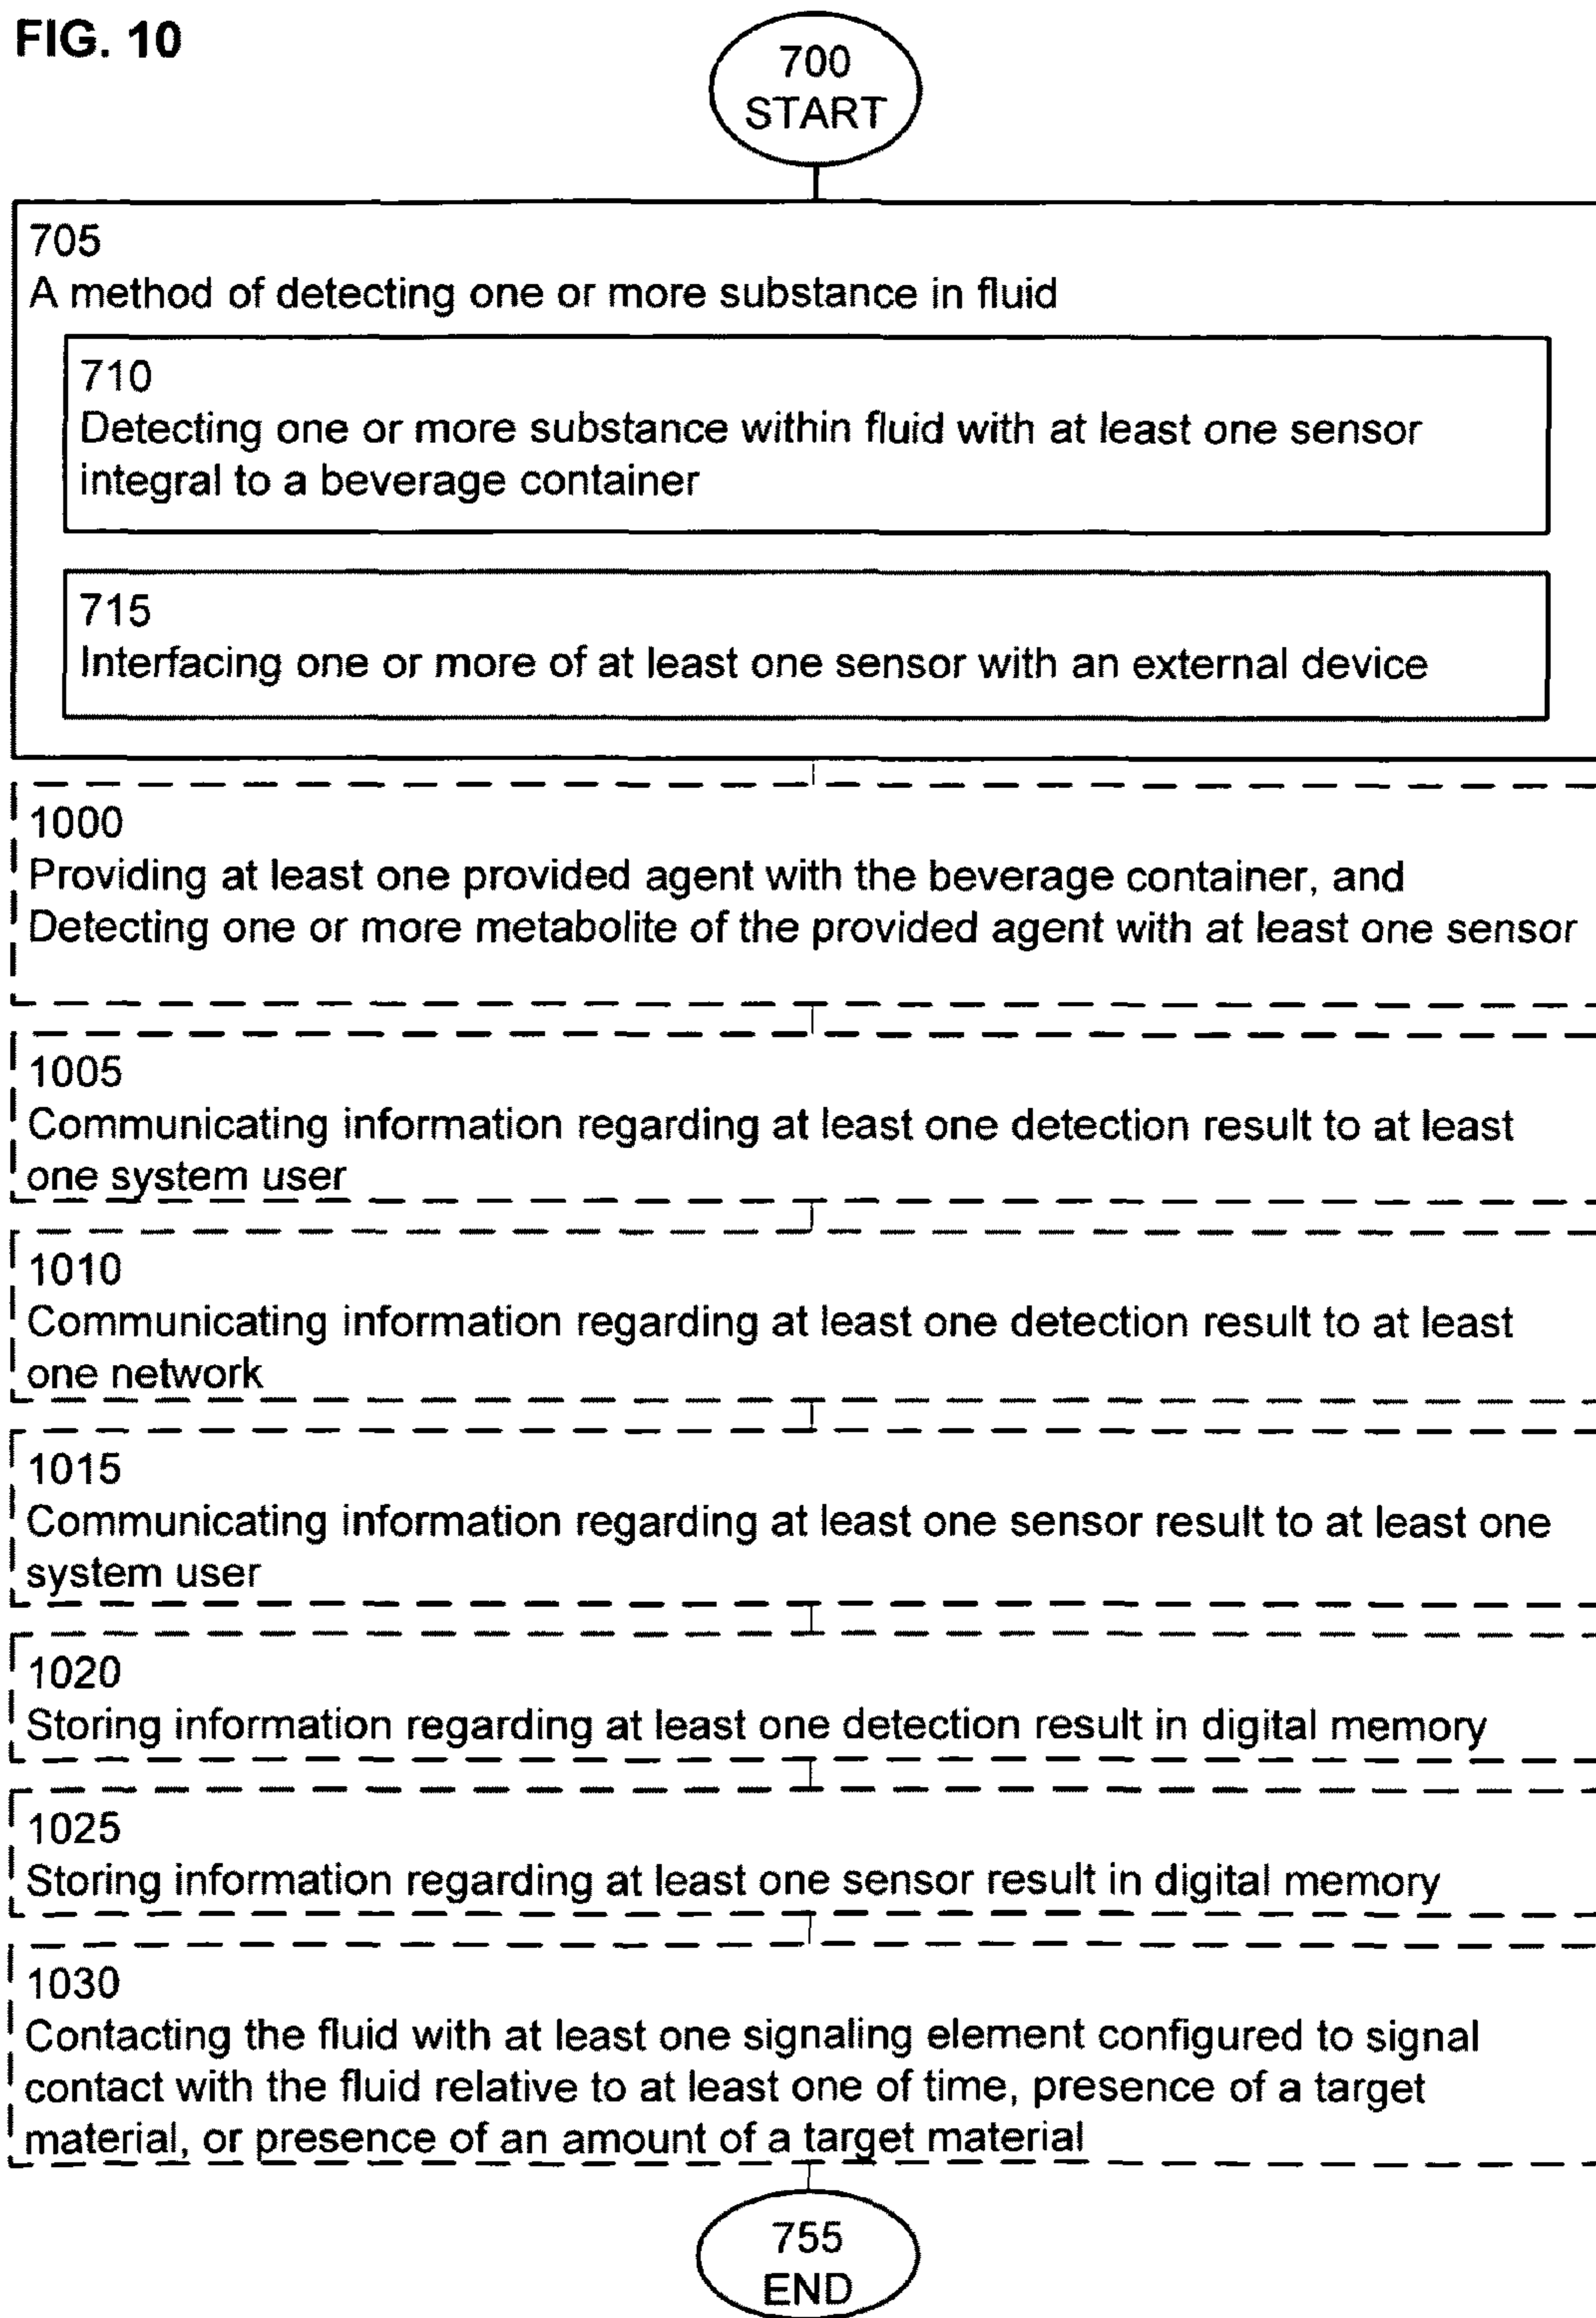 FIG. 10
700
START
705
A method of detecting one or more substance in fluid
710
Detecting one or more substance within fluid with at least one sensor
integral to a beverage container
715
Interfacing one or more of at least one sensor with an external device
1000
Providing at least one provided agent with the beverage container, and
Detecting one or more metabolite of the provided agent with at least one sensor
1005
Communicating information regarding at least one detection result to at least
one system user
1010
Communicating information regarding at least one detection result to at least
one network
1015
Communicating information regarding at least one sensor result to at least one
system user
1020
Storing information regarding at least one detection result in digital memory
1025
Storing information regarding at least one sensor result in digital memory
1030
Contacting the fluid with at least one signaling element configured to signal
contact with the fluid relative to at least one of time, presence of a target
material, or presence of an amount of a target material
755
END